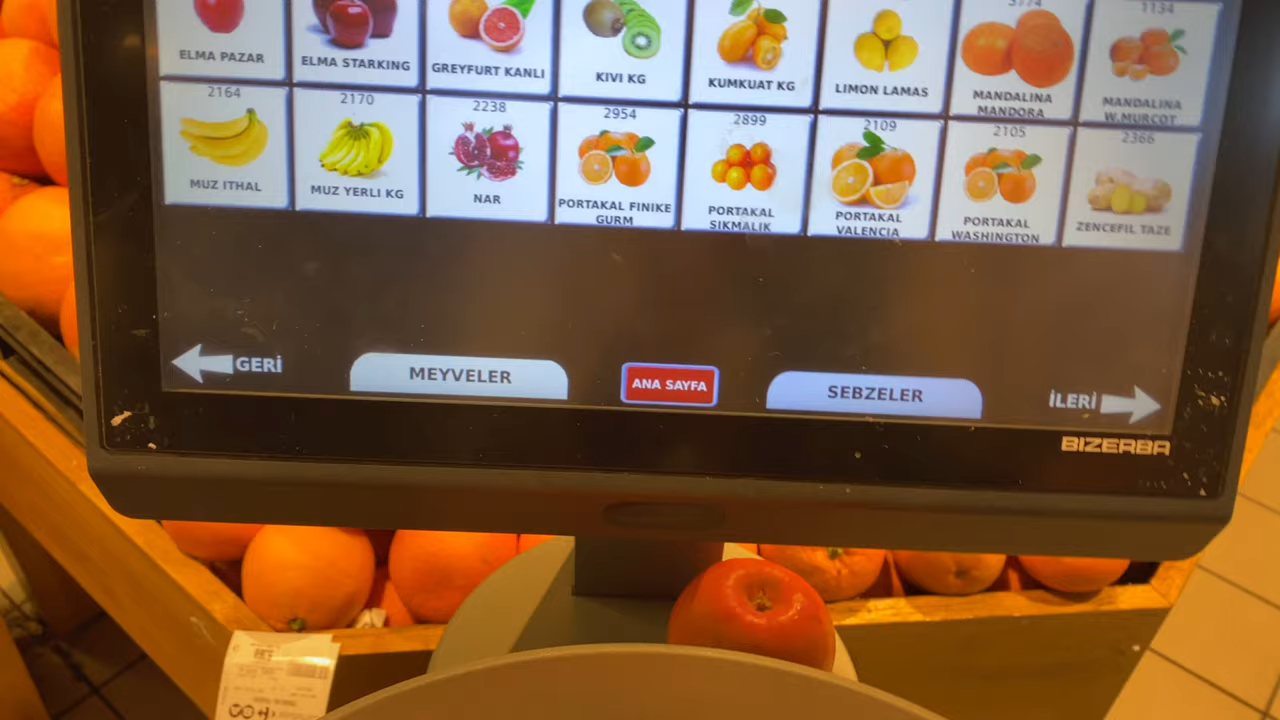 ELMA PAZAR
ELMA STARKING
GREYFURT KANLI
KIVI KG
KUMKUAT KG
LIMON LAMAS
3774
MANDALINA
MANDORA
1134
MANDALINA
W.MURCOT
2164
MUZ ITHAL
2170
MUZ YERLI KG
2238
NAR
2954
PORTAKAL FINIKE
GURM
2899
PORTAKAL
SIKMALIK
2109
PORTAKAL
VALENCIA
2105
PORTAKAL
WASHINGTON
2366
ZENCEFIL TAZE
GERİ
MEYVELER
ANA SAYFA
SEBZELER
İLERİ
BIZERBA